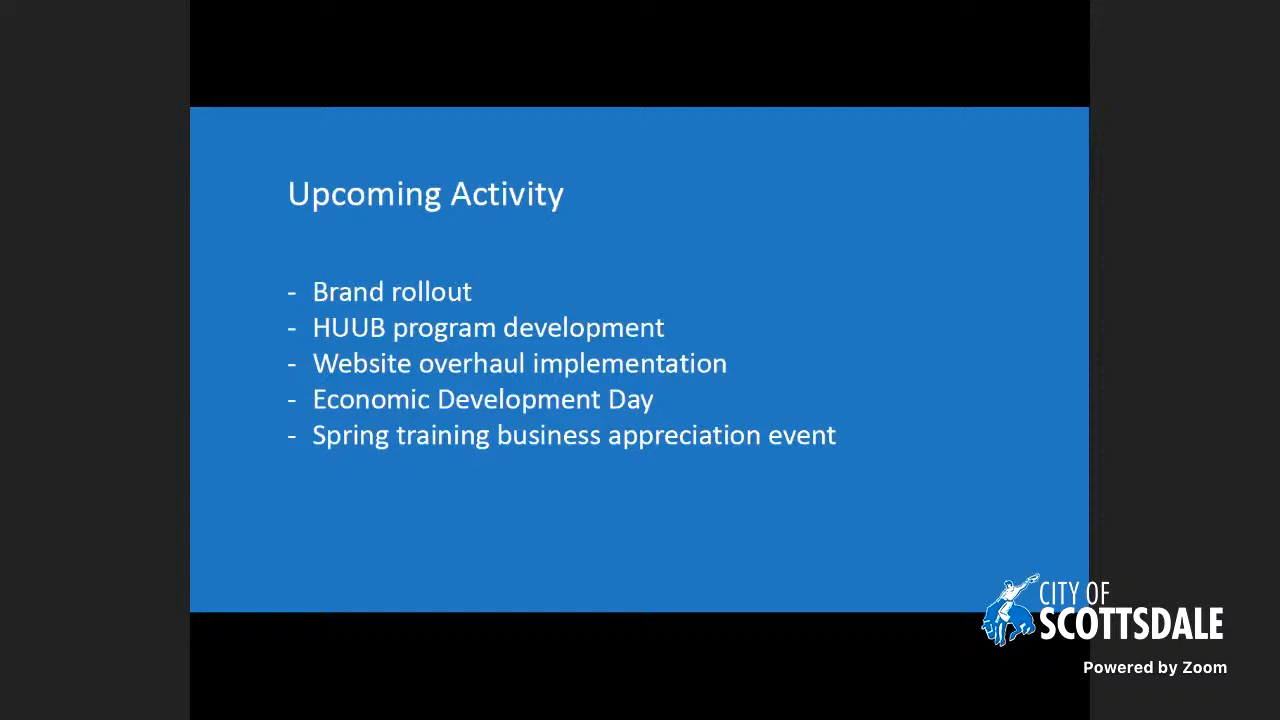 Upcoming Activity
- Brand rollout
- HUUB program development
- Website overhaul implementation
- Economic Development Day
- Spring training business appreciation event
CITY OF
SCOTTSDALE
Powered by Zoom